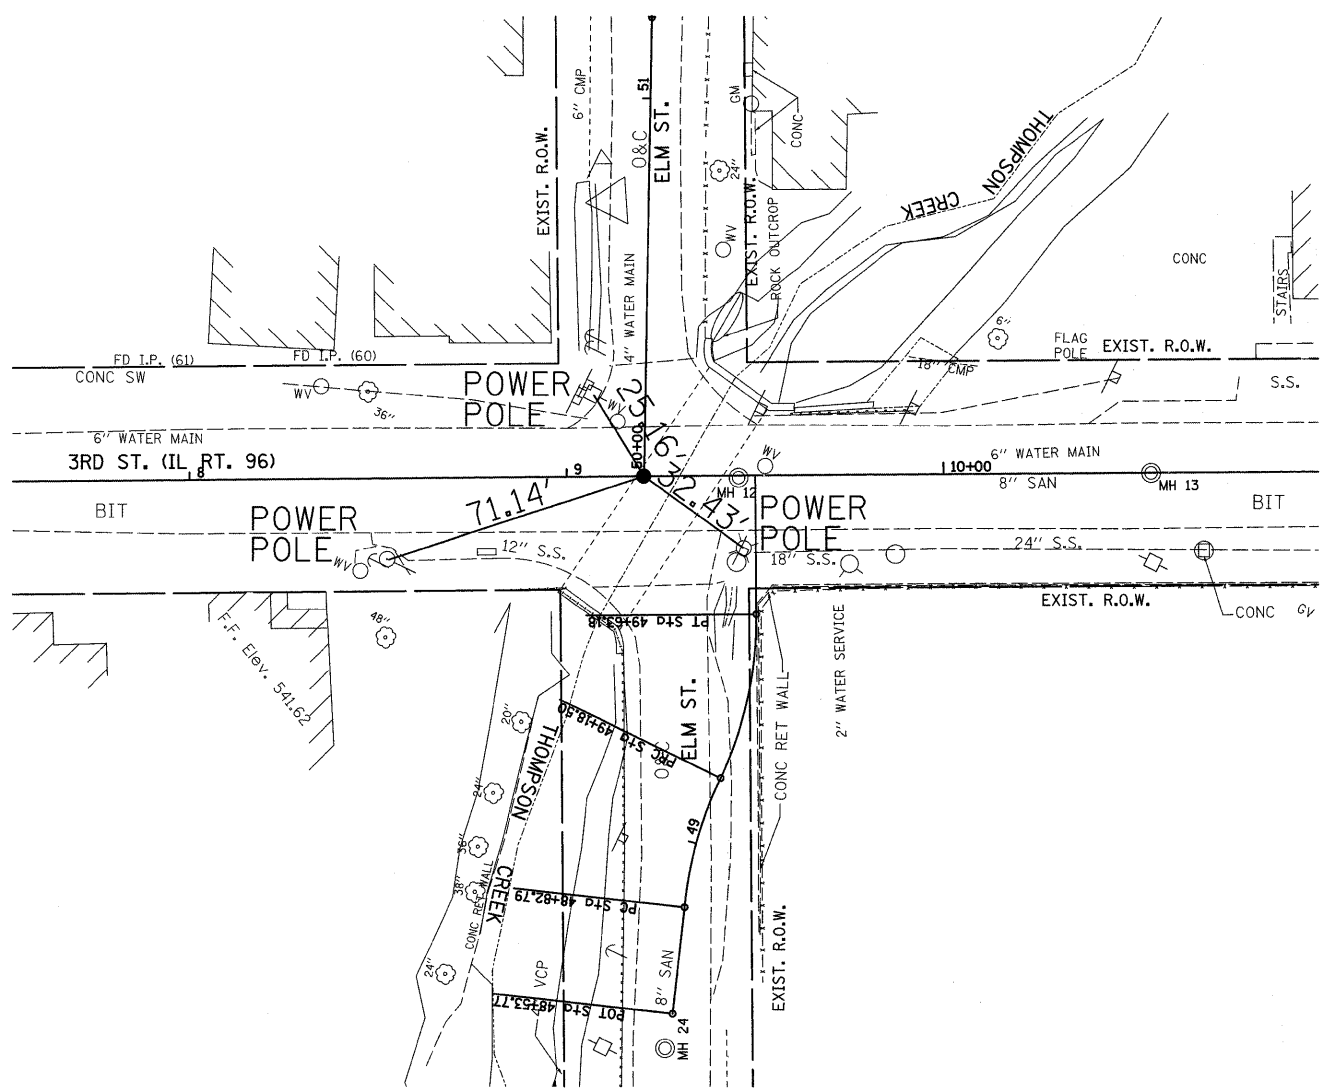 51
6" CMP
O&C
ELM ST.
EXIST. R.O.W.
GM
CONC
24"
EXIST. R.O.W.
WV
ROCK OUTCROP
THOMPSON
CREEK
CONC
STAIRS
4" WATER MAIN
6"
FLAG
POLE
EXIST. R.O.W.
FD I.P. (61)
FD I.P. (60)
CONC SW
WV
36"
POWER
POLE
WV
25.16'
50+00
18" CMP
S.S.
6" WATER MAIN
3RD ST. (IL RT. 96)
8
9
WV
6" WATER MAIN
10+00
8" SAN
MH 12
MH 13
BIT
71.14'
32.43'
BIT
POWER
POLE
POWER
POLE
WV
12" S.S.
18" S.S.
24" S.S.
EXIST. R.O.W.
CONC
GV
48"
F.F. Elev. 541.62
PT Sta 49+63.18
2" WATER SERVICE
CONC RET WALL
20"
THOMPSON
CREEK
PRC Sta 49+18.50
ELM ST.
24"
36"
38"
49
CONC RET WALL
PC Sta 48+82.79
EXIST. R.O.W.
24"
VCP
8" SAN
POT Sta 48+53.77
MH 24